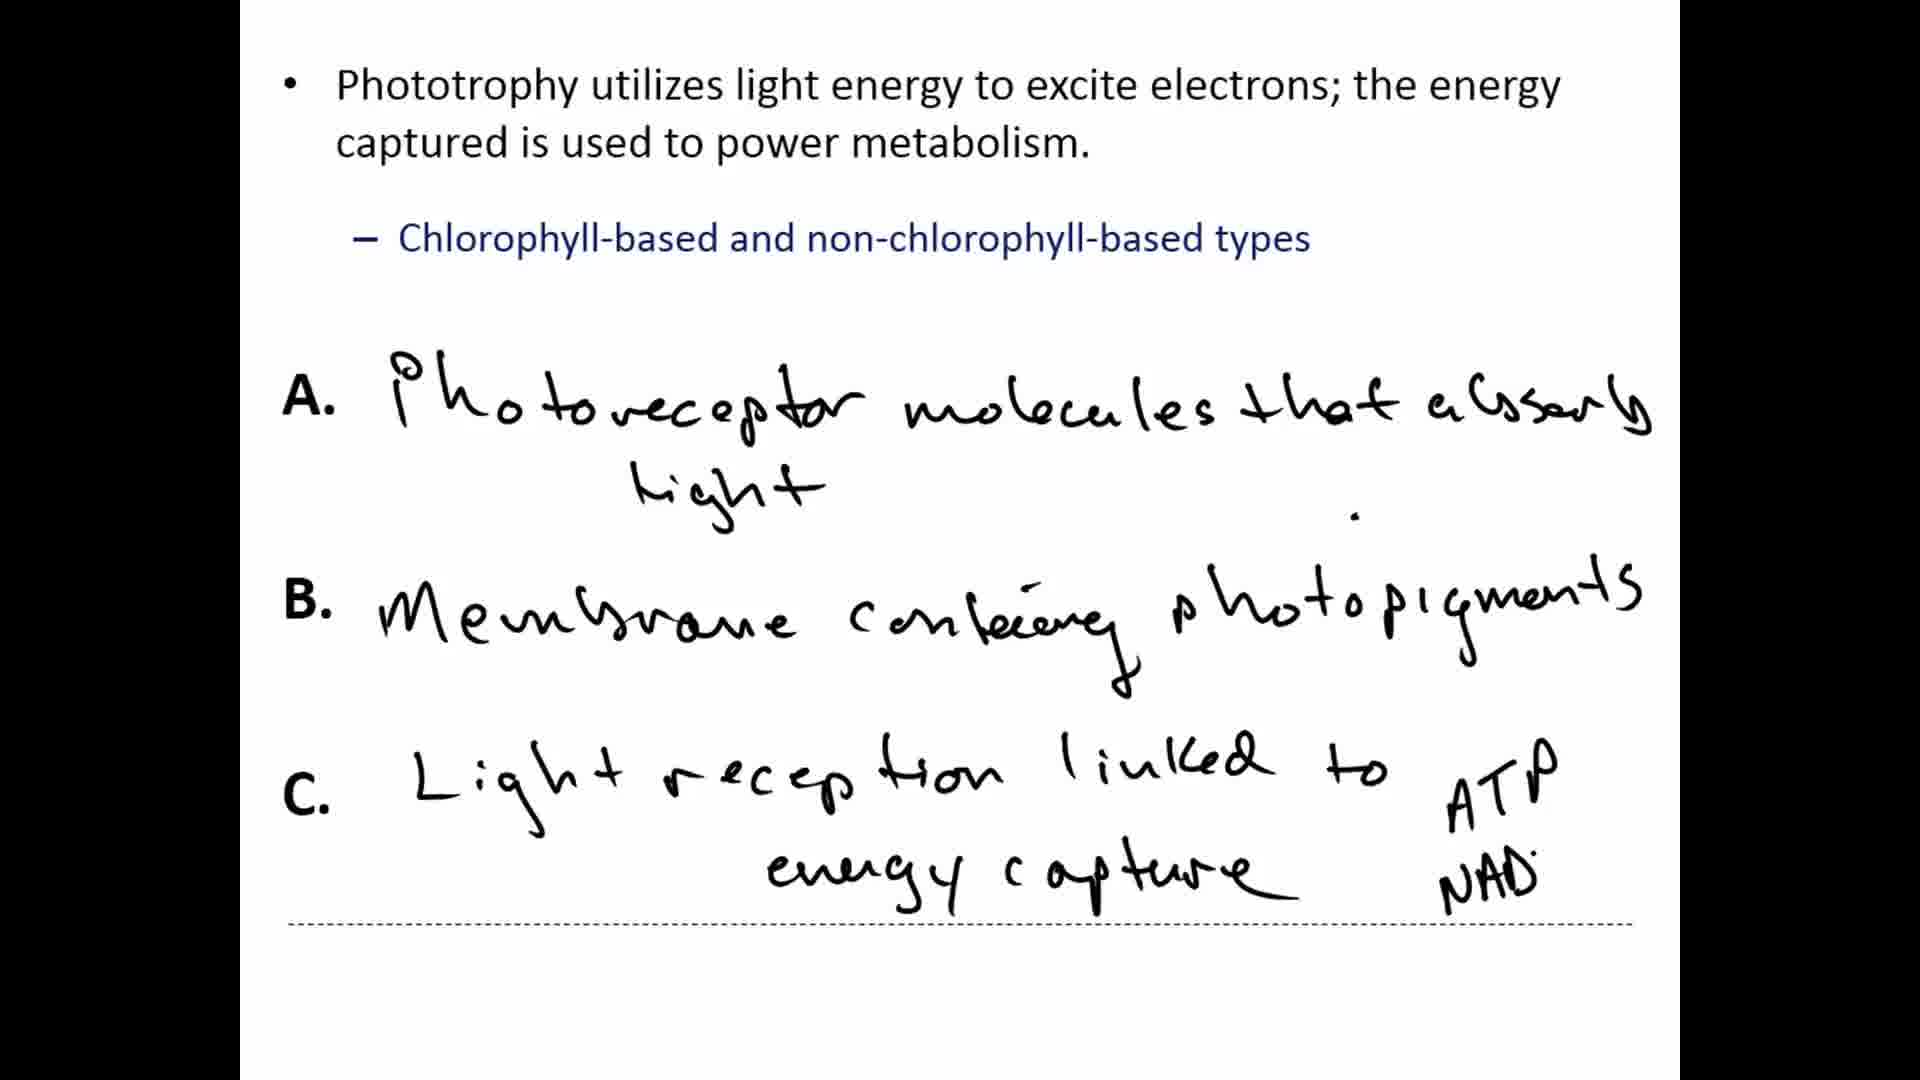 • Phototrophy utilizes light energy to excite electrons; the energy
captured is used to power metabolism.
– Chlorophyll-based and non-chlorophyll-based types
A. Photoreceptor molecules that absorb
light
B. Membrane containing photopigments
C. Light reception linked to ATP
energy capture NAD